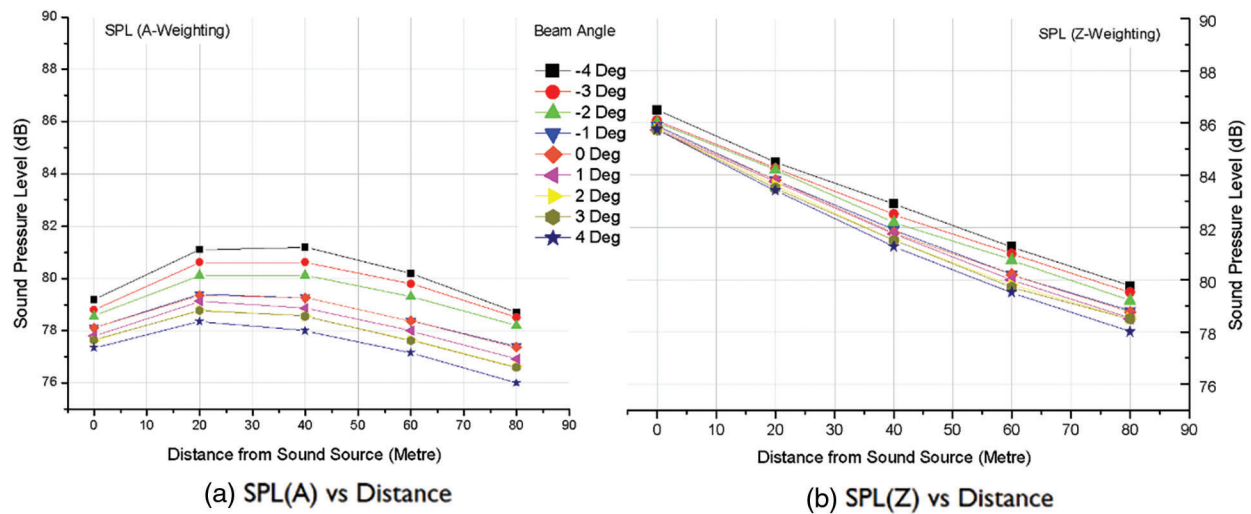 SPL (A-Weighting)
Sound Pressure Level (dB)
90
88
86
84
82
80
78
76
0 10 20 30 40 50 60 70 80 90
Distance from Sound Source (Metre)
(a) SPL(A) vs Distance
Beam Angle
-4 Deg
-3 Deg
-2 Deg
-1 Deg
0 Deg
1 Deg
2 Deg
3 Deg
4 Deg
SPL (Z-Weighting)
90
88
86
84
82
80
78
76
Sound Pressure Level (dB)
0 10 20 30 40 50 60 70 80 90
Distance from Sound Source (Metre)
(b) SPL(Z) vs Distance